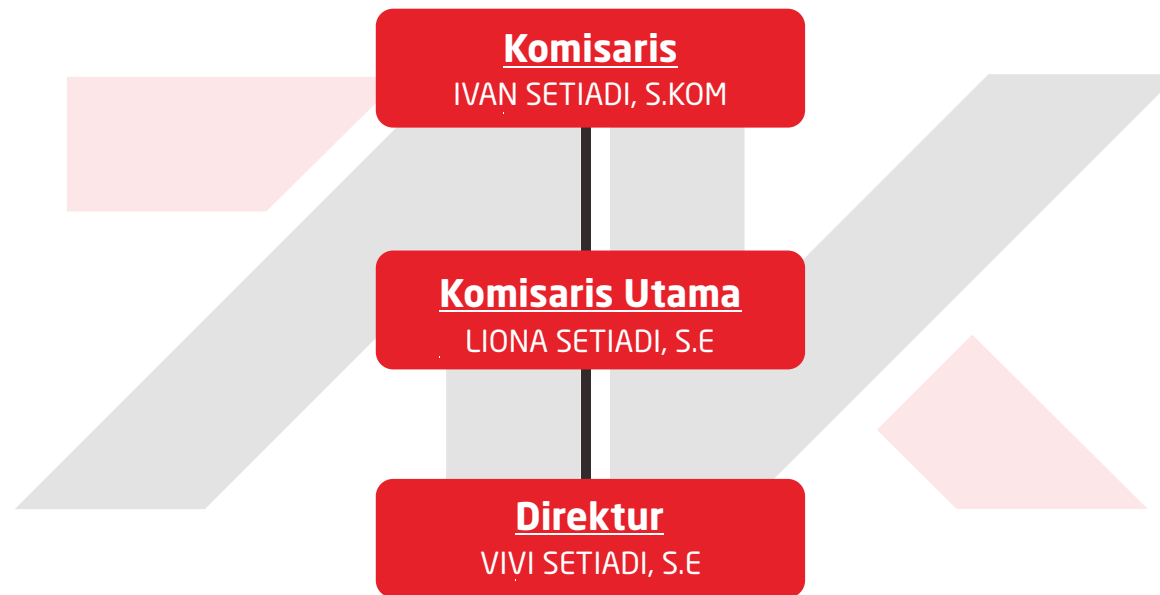 Komisaris
IVAN SETIADI, S.KOM
Komisaris Utama
LIONA SETIADI, S.E
Direktur
VIVI SETIADI, S.E